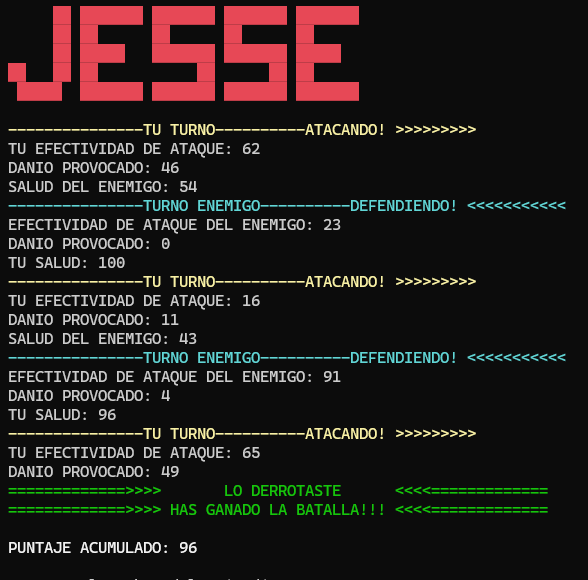 JESSE
---------------TU TURNO----------ATACANDO! >>>>>>>>>
TU EFECTIVIDAD DE ATAQUE: 62
DANIO PROVOCADO: 46
SALUD DEL ENEMIGO: 54
---------------TURNO ENEMIGO----------DEFENDIENDO! <<<<<<<<<<<
EFECTIVIDAD DE ATAQUE DEL ENEMIGO: 23
DANIO PROVOCADO: 0
TU SALUD: 100
---------------TU TURNO----------ATACANDO! >>>>>>>>>
TU EFECTIVIDAD DE ATAQUE: 16
DANIO PROVOCADO: 11
SALUD DEL ENEMIGO: 43
---------------TURNO ENEMIGO----------DEFENDIENDO! <<<<<<<<<<<
EFECTIVIDAD DE ATAQUE DEL ENEMIGO: 91
DANIO PROVOCADO: 4
TU SALUD: 96
---------------TU TURNO----------ATACANDO! >>>>>>>>>
TU EFECTIVIDAD DE ATAQUE: 65
DANIO PROVOCADO: 49
=============>>>> LO DERROTASTE <<<<=============
=============>>>> HAS GANADO LA BATALLA!!! <<<<=============
PUNTAJE ACUMULADO: 96